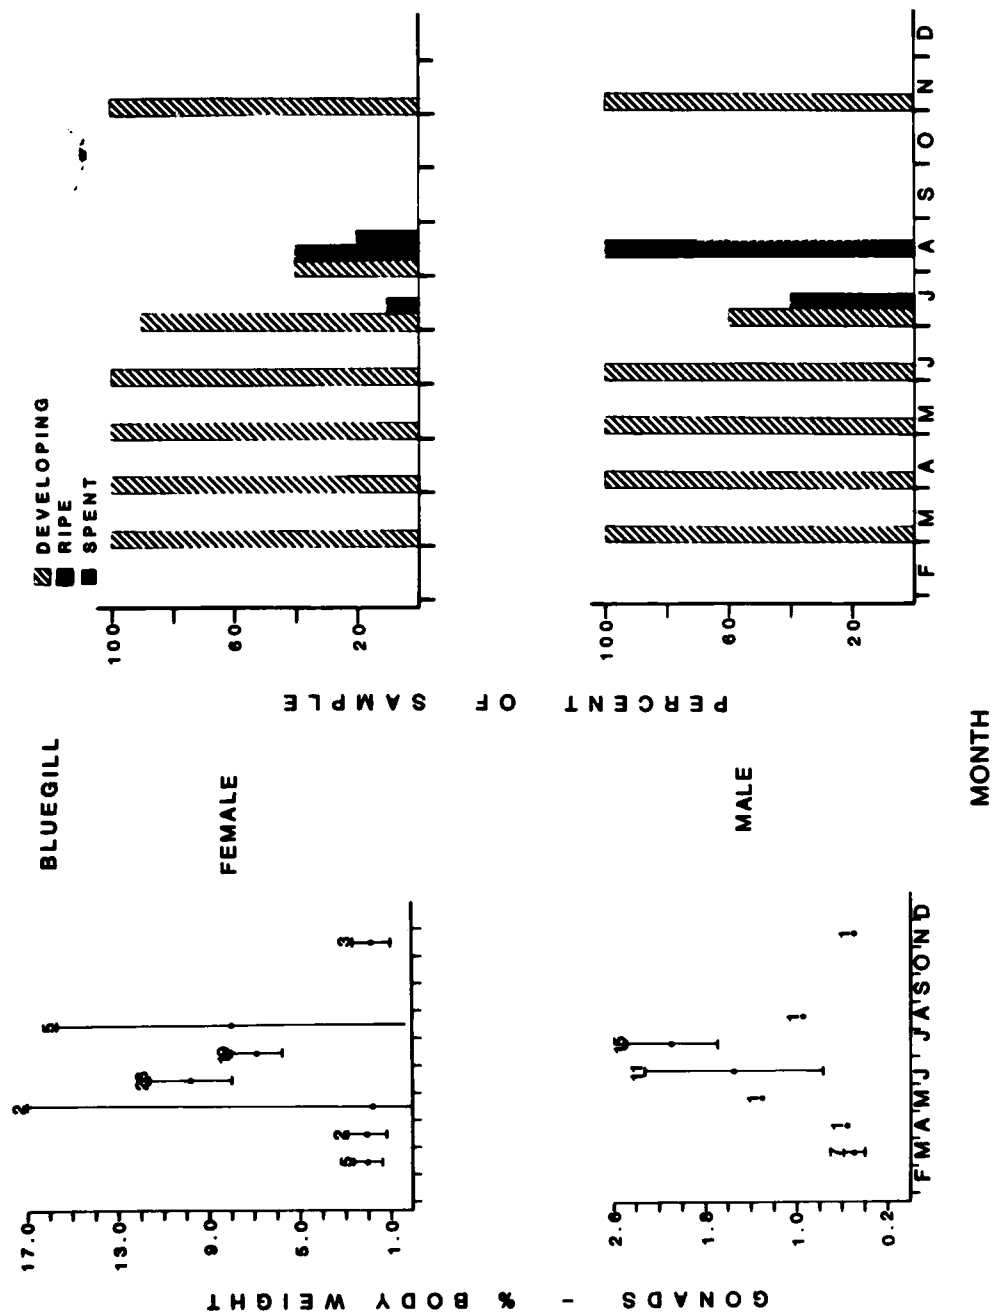 BLUEGILL
FEMALE
MALE
GONADS - % BODY WEIGHT
17.0
13.0
9.0
5.0
1.0
5
2
2
28
19
5
3
2.6
1.8
1.0
0.2
7
1
1
11
15
1
1
F M A M J J A S O N D
PERCENT OF SAMPLE
DEVELOPING
RIPE
SPENT
100
60
20
100
60
20
F M A M J J A S O N D
MONTH